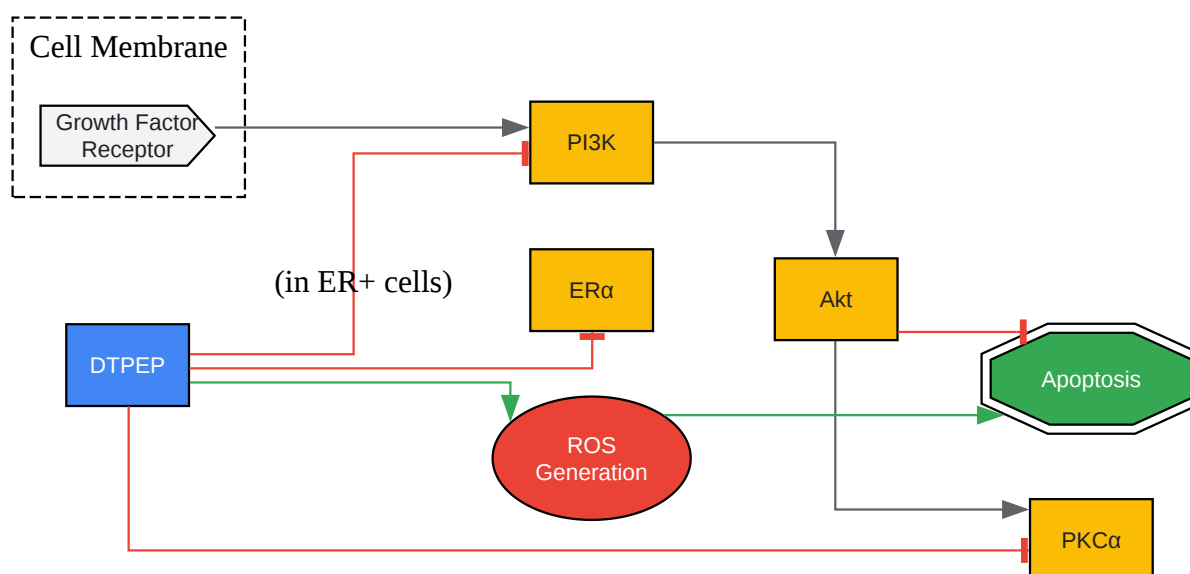 Cell Membrane
Growth Factor
Receptor
PI3K
(in ER+ cells)
ERα
Akt
DTPEP
Apoptosis
ROS
Generation
PKCα